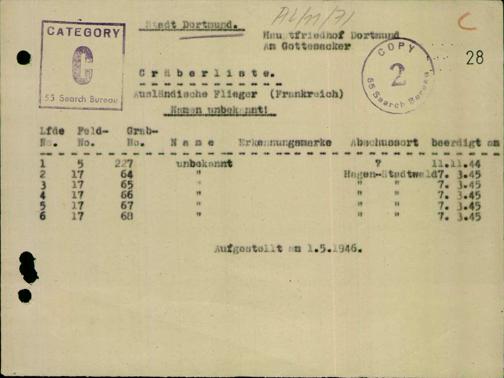 A2/11/71
C
Stadt Dortmund.
Hauptfriedhof Dortmund
Am Gottesacker
28
CATEGORY
C
55 Search Bureau
COPY
2
55 Search Bureau
Gräberliste.
Ausländische Flieger (Frankreich)
Namen unbekannt!
Lfde Feld- Grab-
No. No. No. Name Erkennungsmarke Abschussort beerdigt am
1 5 227 unbekannt ? 11.11.44
2 17 64 " Hagen-Stadtwald 7. 3.45
3 17 65 " " " 7. 3.45
4 17 66 " " " 7. 3.45
5 17 67 " " " 7. 3.45
6 17 68 " " " 7. 3.45
Aufgestellt am 1.5.1946.